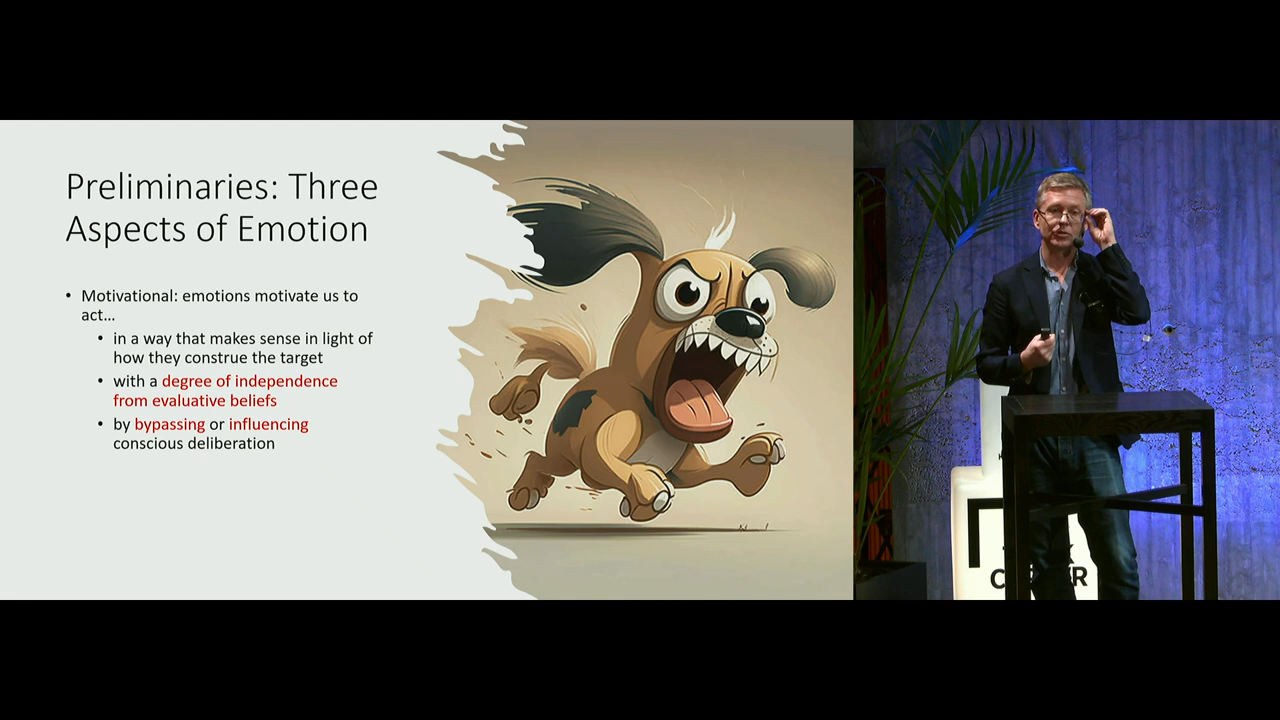 Preliminaries: Three
Aspects of Emotion
• Motivational: emotions motivate us to
act...
• in a way that makes sense in light of
how they construe the target
• with a degree of independence
from evaluative beliefs
• by bypassing or influencing
conscious deliberation